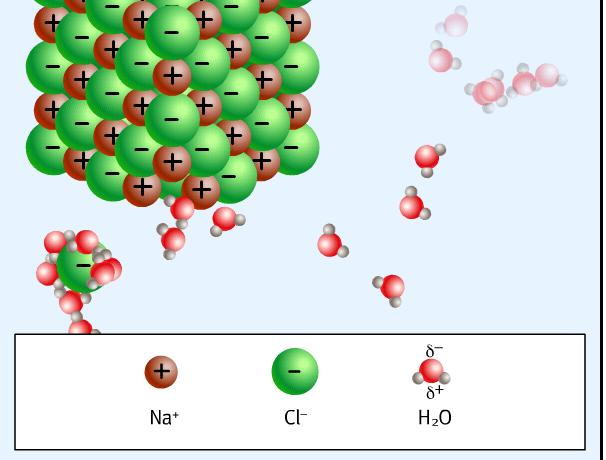 + + + +
− − −
+ − +
− + − + −
+ − + − +
− + − + −
+ − + − +
− + − + −
+ +
−
δ−
+ −
δ+
Na⁺ Cl⁻ H₂O